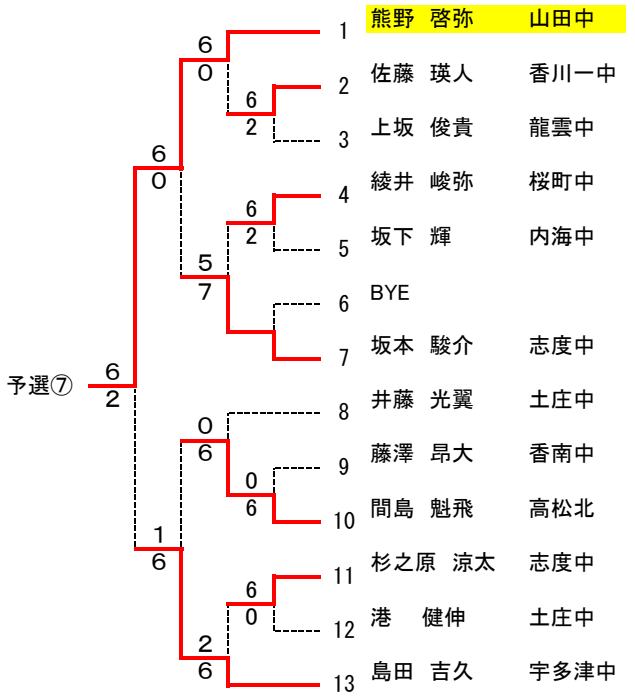 1 熊野 啓弥 山田中
6
0
2 佐藤 瑛人 香川一中
6
2
3 上坂 俊貴 龍雲中
6
0
4 綾井 峻弥 桜町中
6
2
5 坂下 輝 内海中
5
7
6 BYE
7 坂本 駿介 志度中
予選⑦
6
2
8 井藤 光翼 土庄中
0
6
9 藤澤 昂大 香南中
0
6
10 間島 魁飛 高松北
1
6
11 杉之原 涼太 志度中
6
0
12 港 健伸 土庄中
2
6
13 島田 吉久 宇多津中